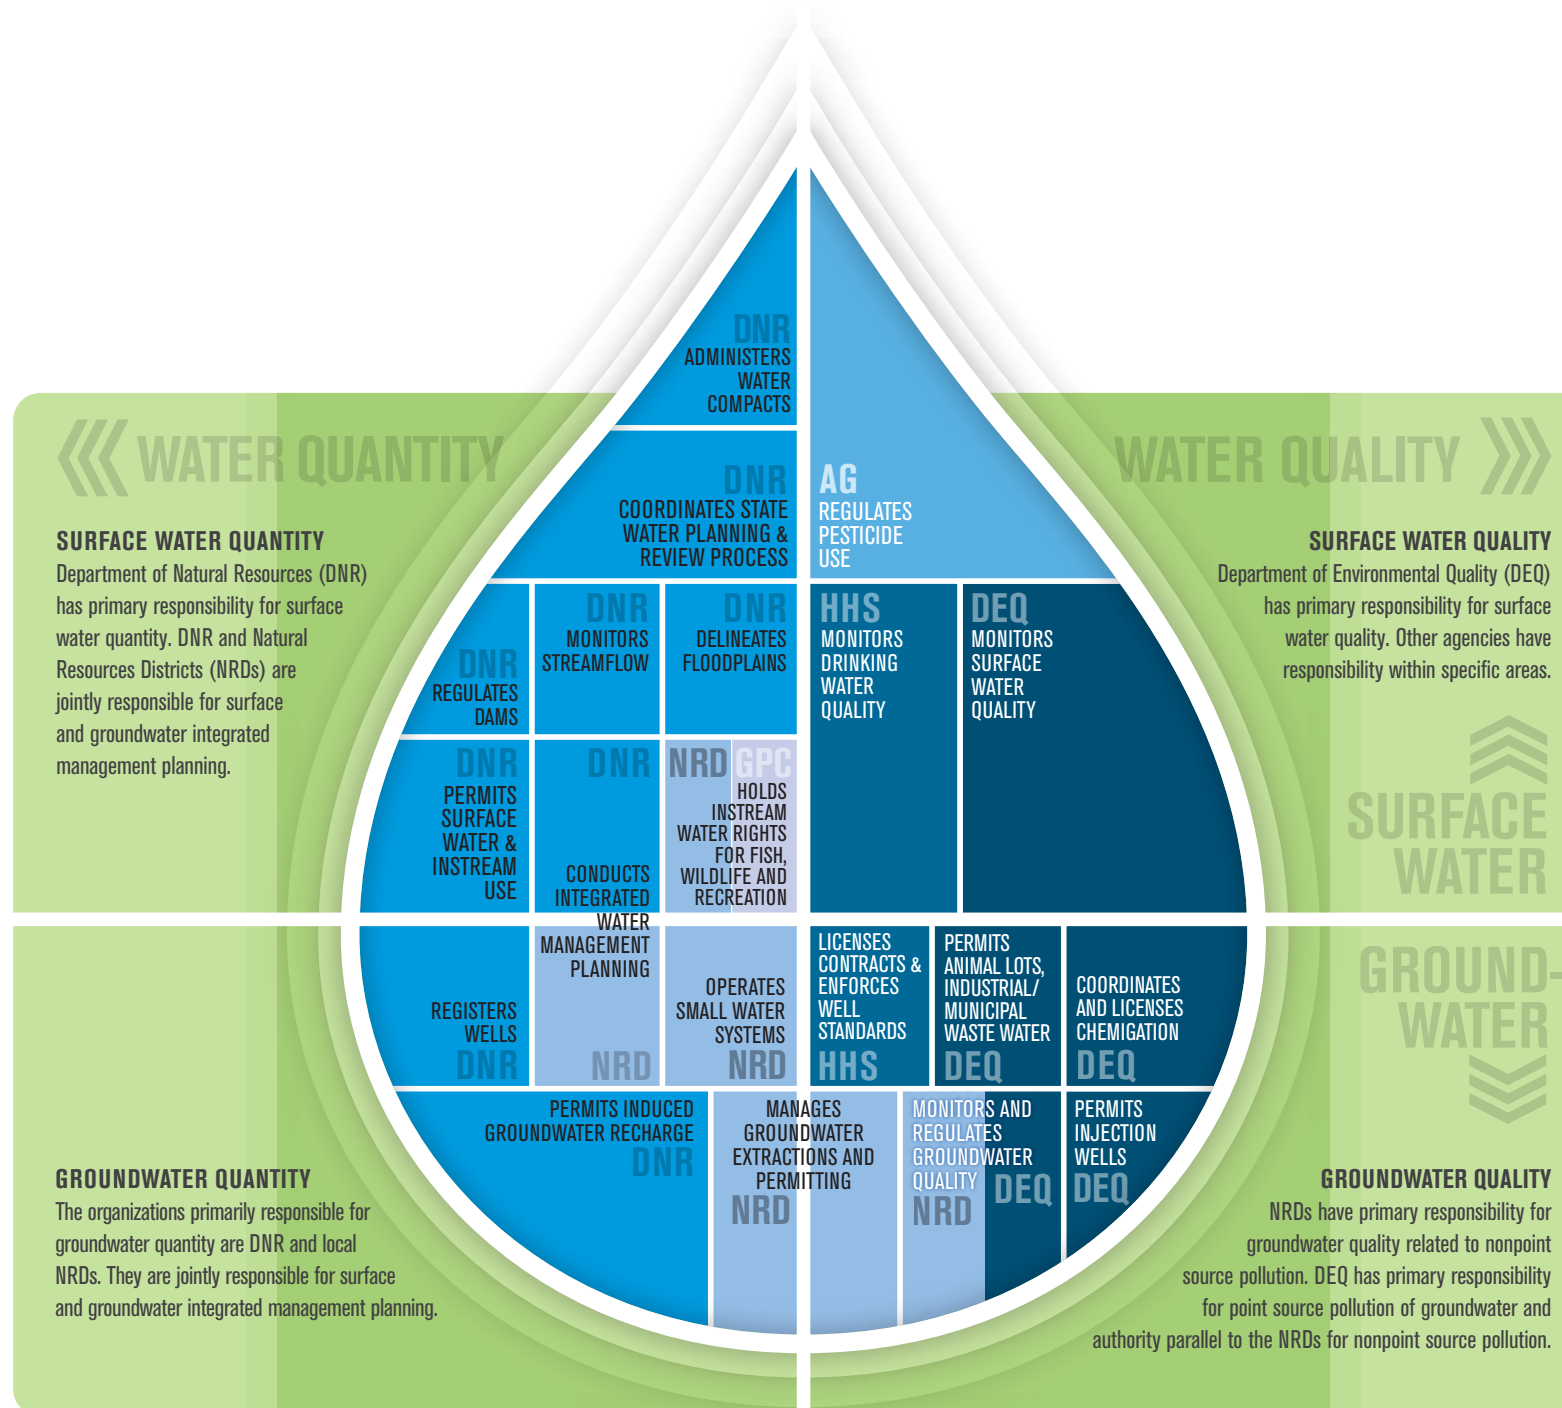 WATER QUANTITY
SURFACE WATER QUANTITY
Department of Natural Resources (DNR)
has primary responsibility for surface
water quantity. DNR and Natural
Resources Districts (NRDs) are
jointly responsible for surface
and groundwater integrated
management planning.
DNR
ADMINISTERS
WATER
COMPACTS
DNR
COORDINATES STATE
WATER PLANNING &
REVIEW PROCESS
DNR
REGULATES
DAMS
DNR
MONITORS
STREAMFLOW
DNR
DELINEATES
FLOODPLAINS
DNR
PERMITS
SURFACE
WATER &
INSTREAM
USE
DNR
CONDUCTS
INTEGRATED
WATER
MANAGEMENT
PLANNING
NRD
NRD GPC
HOLDS
INSTREAM
WATER RIGHTS
FOR FISH,
WILDLIFE AND
RECREATION
WATER QUALITY
AG
REGULATES
PESTICIDE
USE
HHS
MONITORS
DRINKING
WATER
QUALITY
DEQ
MONITORS
SURFACE
WATER
QUALITY
SURFACE WATER QUALITY
Department of Environmental Quality (DEQ)
has primary responsibility for surface
water quality. Other agencies have
responsibility within specific areas.
SURFACE
WATER
GROUND-
WATER
REGISTERS
WELLS
DNR
OPERATES
SMALL WATER
SYSTEMS
NRD
LICENSES
CONTRACTS &
ENFORCES
WELL
STANDARDS
HHS
PERMITS
ANIMAL LOTS,
INDUSTRIAL/
MUNICIPAL
WASTE WATER
DEQ
COORDINATES
AND LICENSES
CHEMIGATION
DEQ
PERMITS INDUCED
GROUNDWATER RECHARGE
DNR
MANAGES
GROUNDWATER
EXTRACTIONS AND
PERMITTING
NRD
MONITORS AND
REGULATES
GROUNDWATER
QUALITY
NRD DEQ
PERMITS
INJECTION
WELLS
DEQ
GROUNDWATER QUANTITY
The organizations primarily responsible for
groundwater quantity are DNR and local
NRDs. They are jointly responsible for surface
and groundwater integrated management planning.
GROUNDWATER QUALITY
NRDs have primary responsibility for
groundwater quality related to nonpoint
source pollution. DEQ has primary responsibility
for point source pollution of groundwater and
authority parallel to the NRDs for nonpoint source pollution.